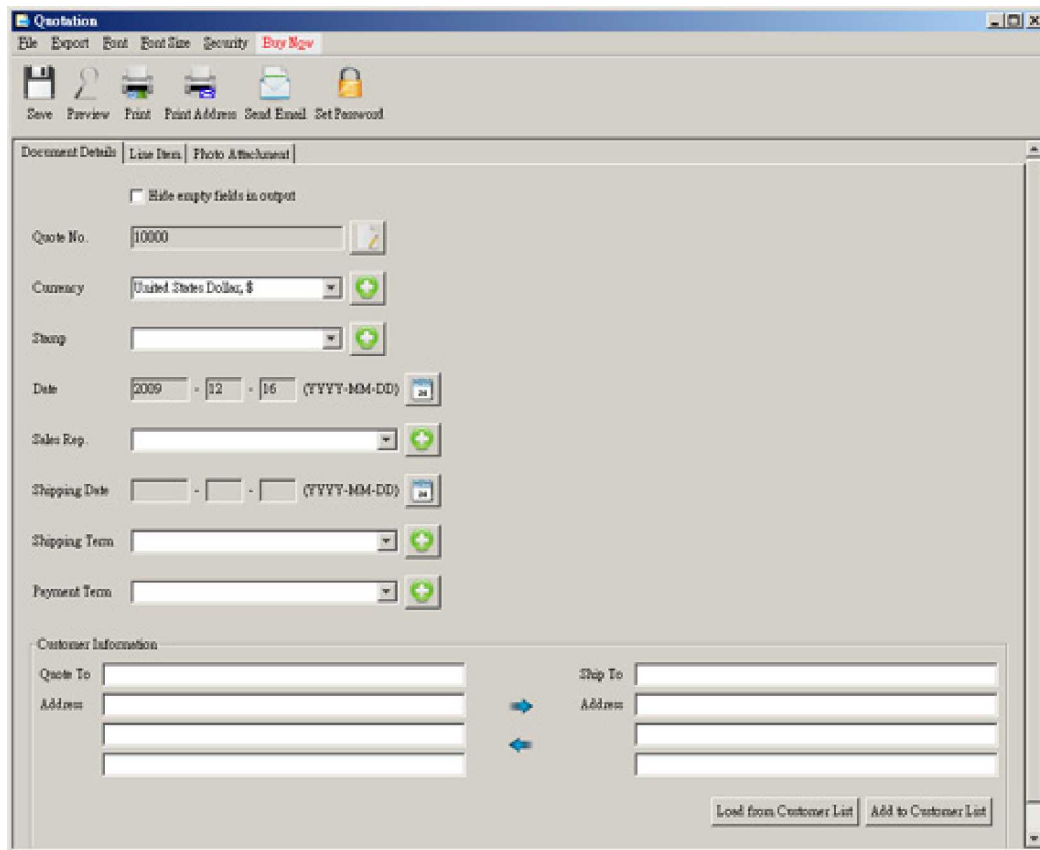 Quotation
File Export Font Font Size Security Buy Now
Save Preview Print Print Address Send Email Set Password
Document Details Line Item Photo Attachment
Hide empty fields in output
Quote No. 10000
Currency United States Dollar, $
Stamp
Date 2009 - 12 - 16 (YYYY-MM-DD) 24
Sales Rep.
Shipping Date - - (YYYY-MM-DD) 24
Shipping Term
Payment Term
Customer Information
Quote To Ship To
Address Address
Load from Customer List Add to Customer List